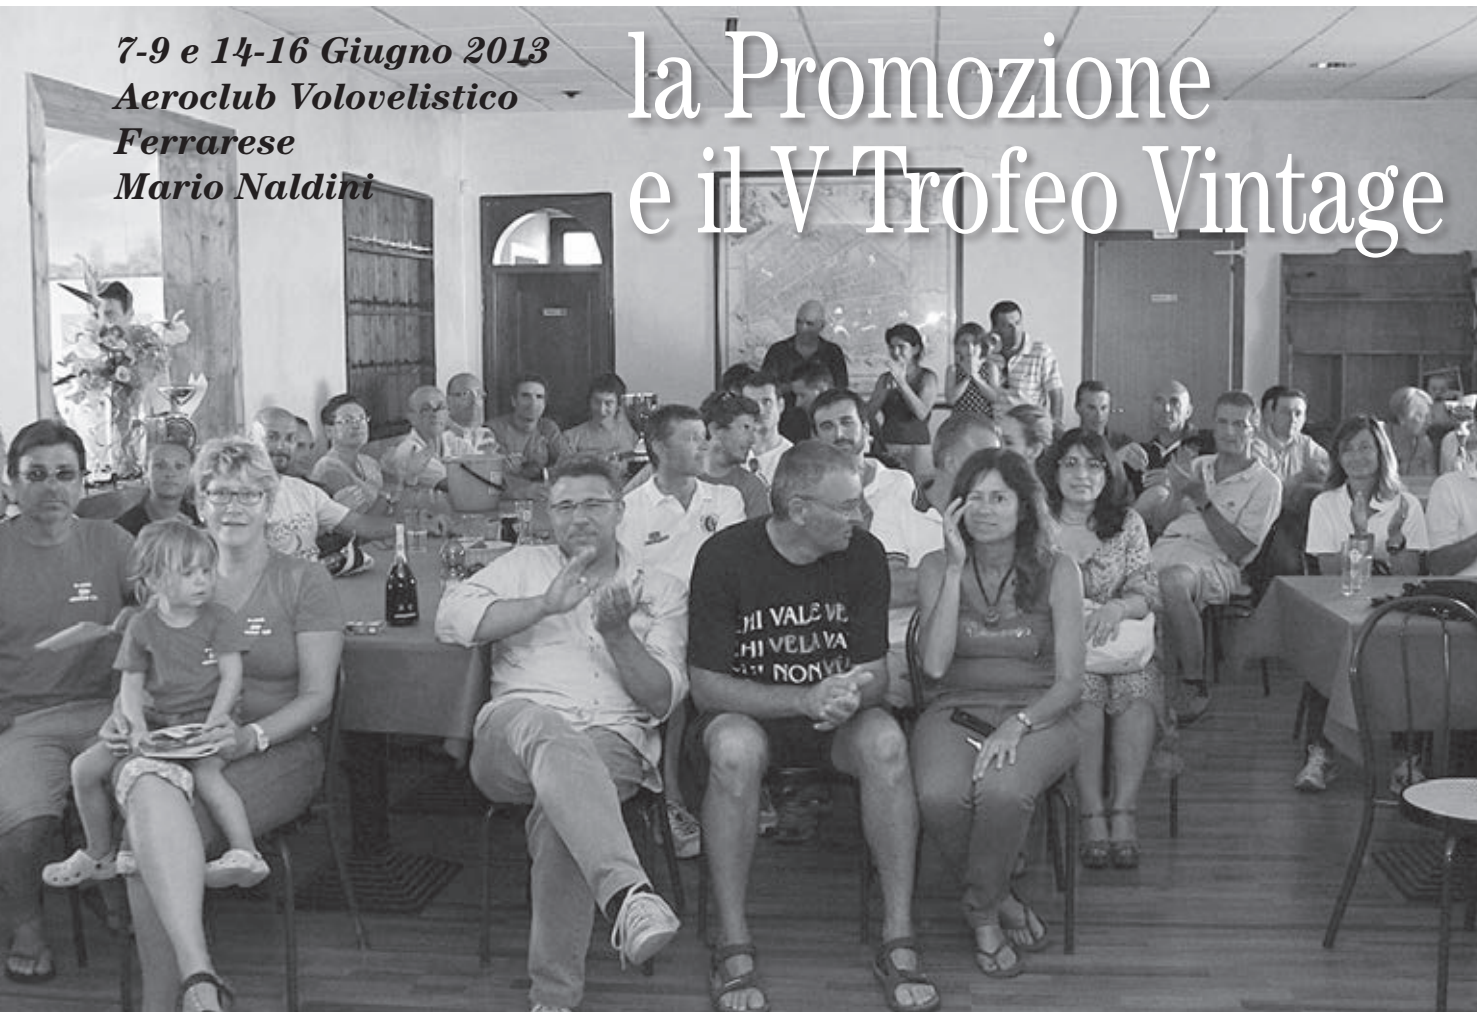 7-9 e 14-16 Giugno 2013
Aeroclub Volovelistico
Ferrarese
Mario Naldini
la Promozione
e il V Trofeo Vintage
HI VALE
HI VELA VA
NON